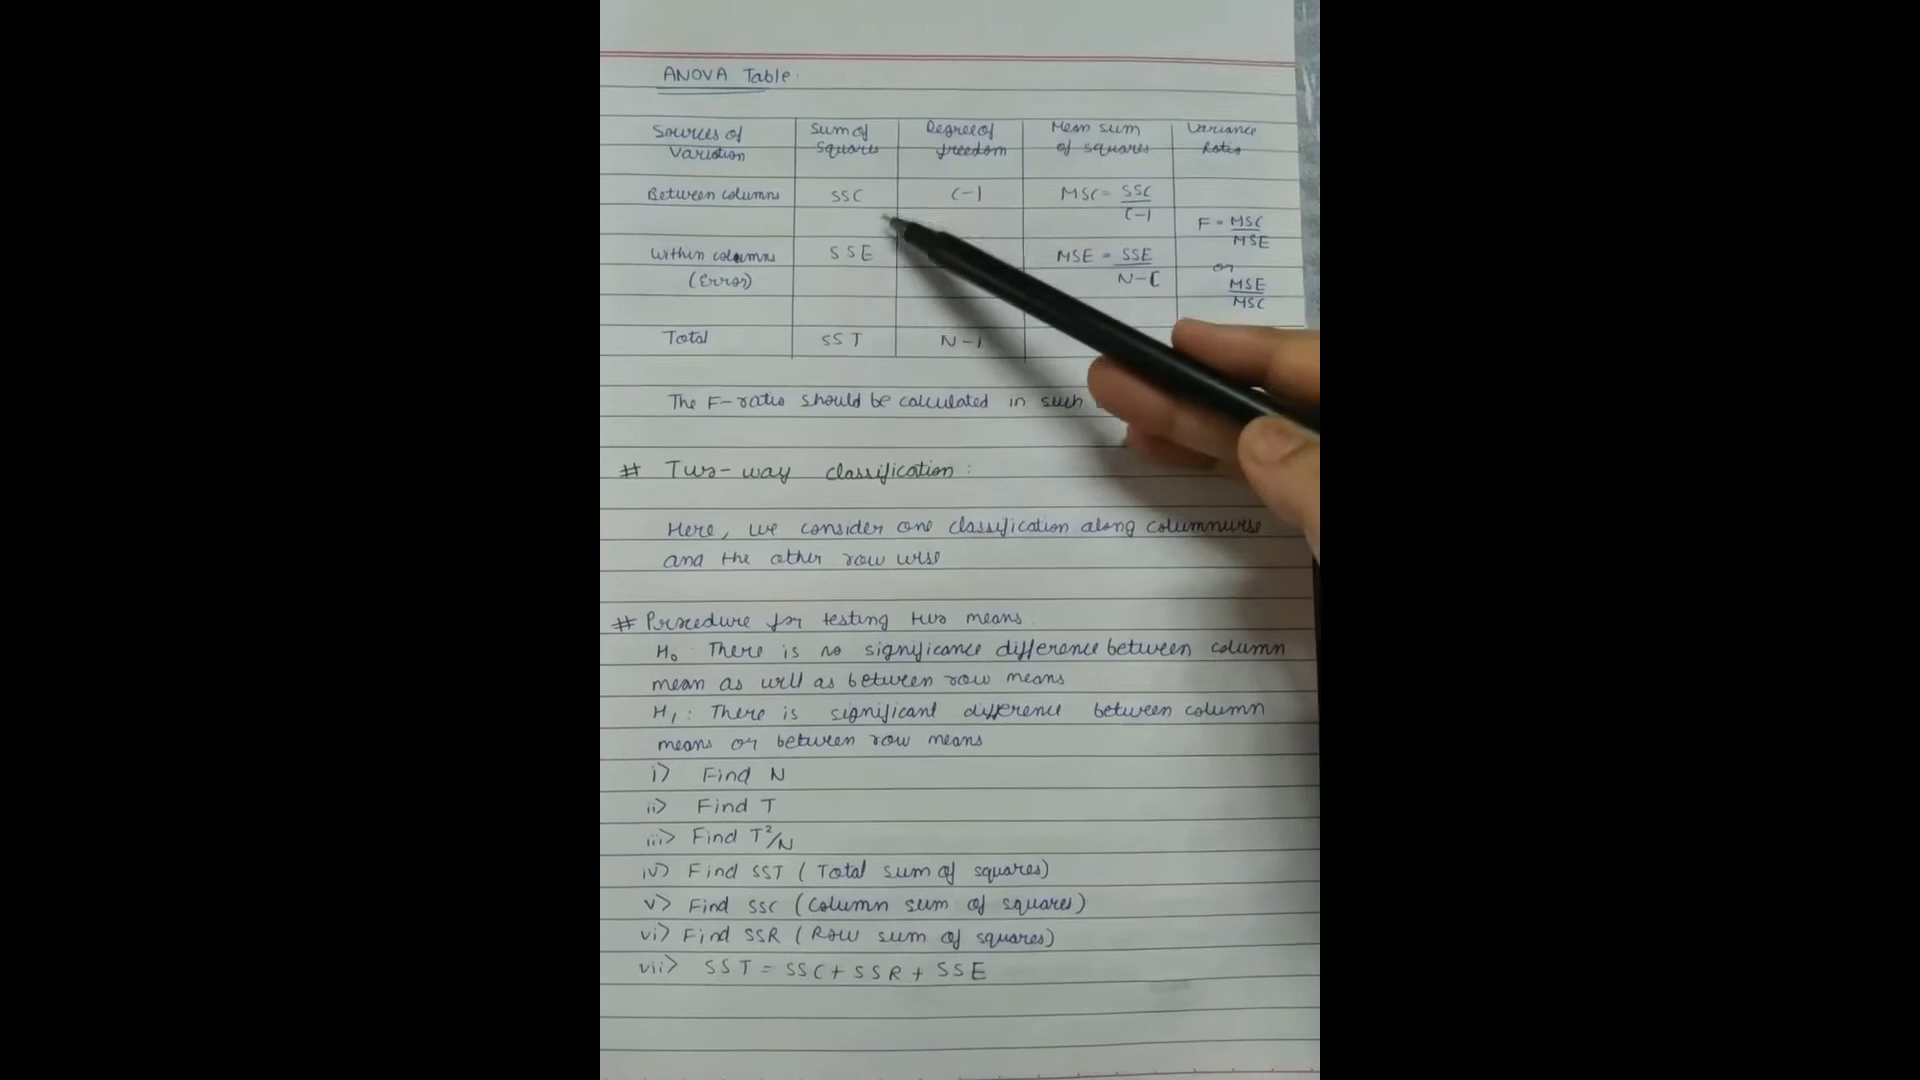 ANOVA Table.
Sources of Variation | Sum of Squares | Degree of freedom | Mean sum of squares | Variance Ratio
Between columns | SSC | C-1 | MSC = SSC/C-1 | F = MSC/MSE
or
Within columns (Error) | SSE | MSE = SSE/N-C | MSE/MSC
Total | SST | N-1
The F-ratio should be calculated in such
# Two-way classification:
Here, we consider one classification along columnwise
and the other row wise
# Procedure for testing two means.
H₀: There is no significance difference between column
mean as well as between row means
H₁: There is significant difference between column
means or between row means
i> Find N
ii> Find T
iii> Find T²/N
iv> Find SST (Total sum of squares)
v> Find SSC (Column sum of squares)
vi> Find SSR (Row sum of squares)
vii> SST = SSC + SSR + SSE